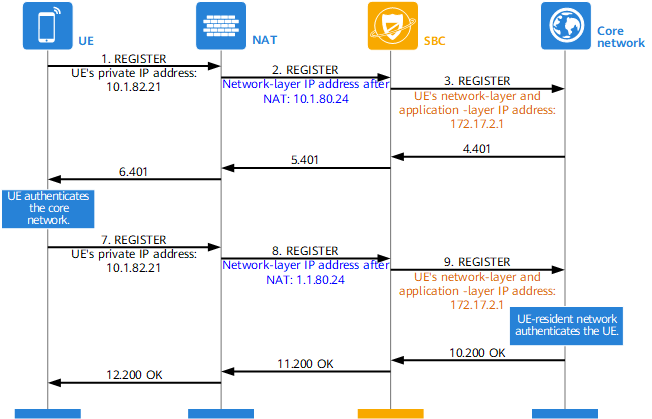 UE
NAT
SBC
Core
network
1. REGISTER
UE's private IP address:
10.1.82.21
2. REGISTER
Network-layer IP address after
NAT: 10.1.80.24
3. REGISTER
UE's network-layer and
application -layer IP address:
172.17.2.1
4.401
5.401
6.401
UE authenticates
the core
network.
7. REGISTER
UE's private IP address:
10.1.82.21
8. REGISTER
Network-layer IP address after
NAT: 1.1.80.24
9. REGISTER
UE's network-layer and
application -layer IP address:
172.17.2.1
UE-resident network
authenticates the UE.
10.200 OK
11.200 OK
12.200 OK